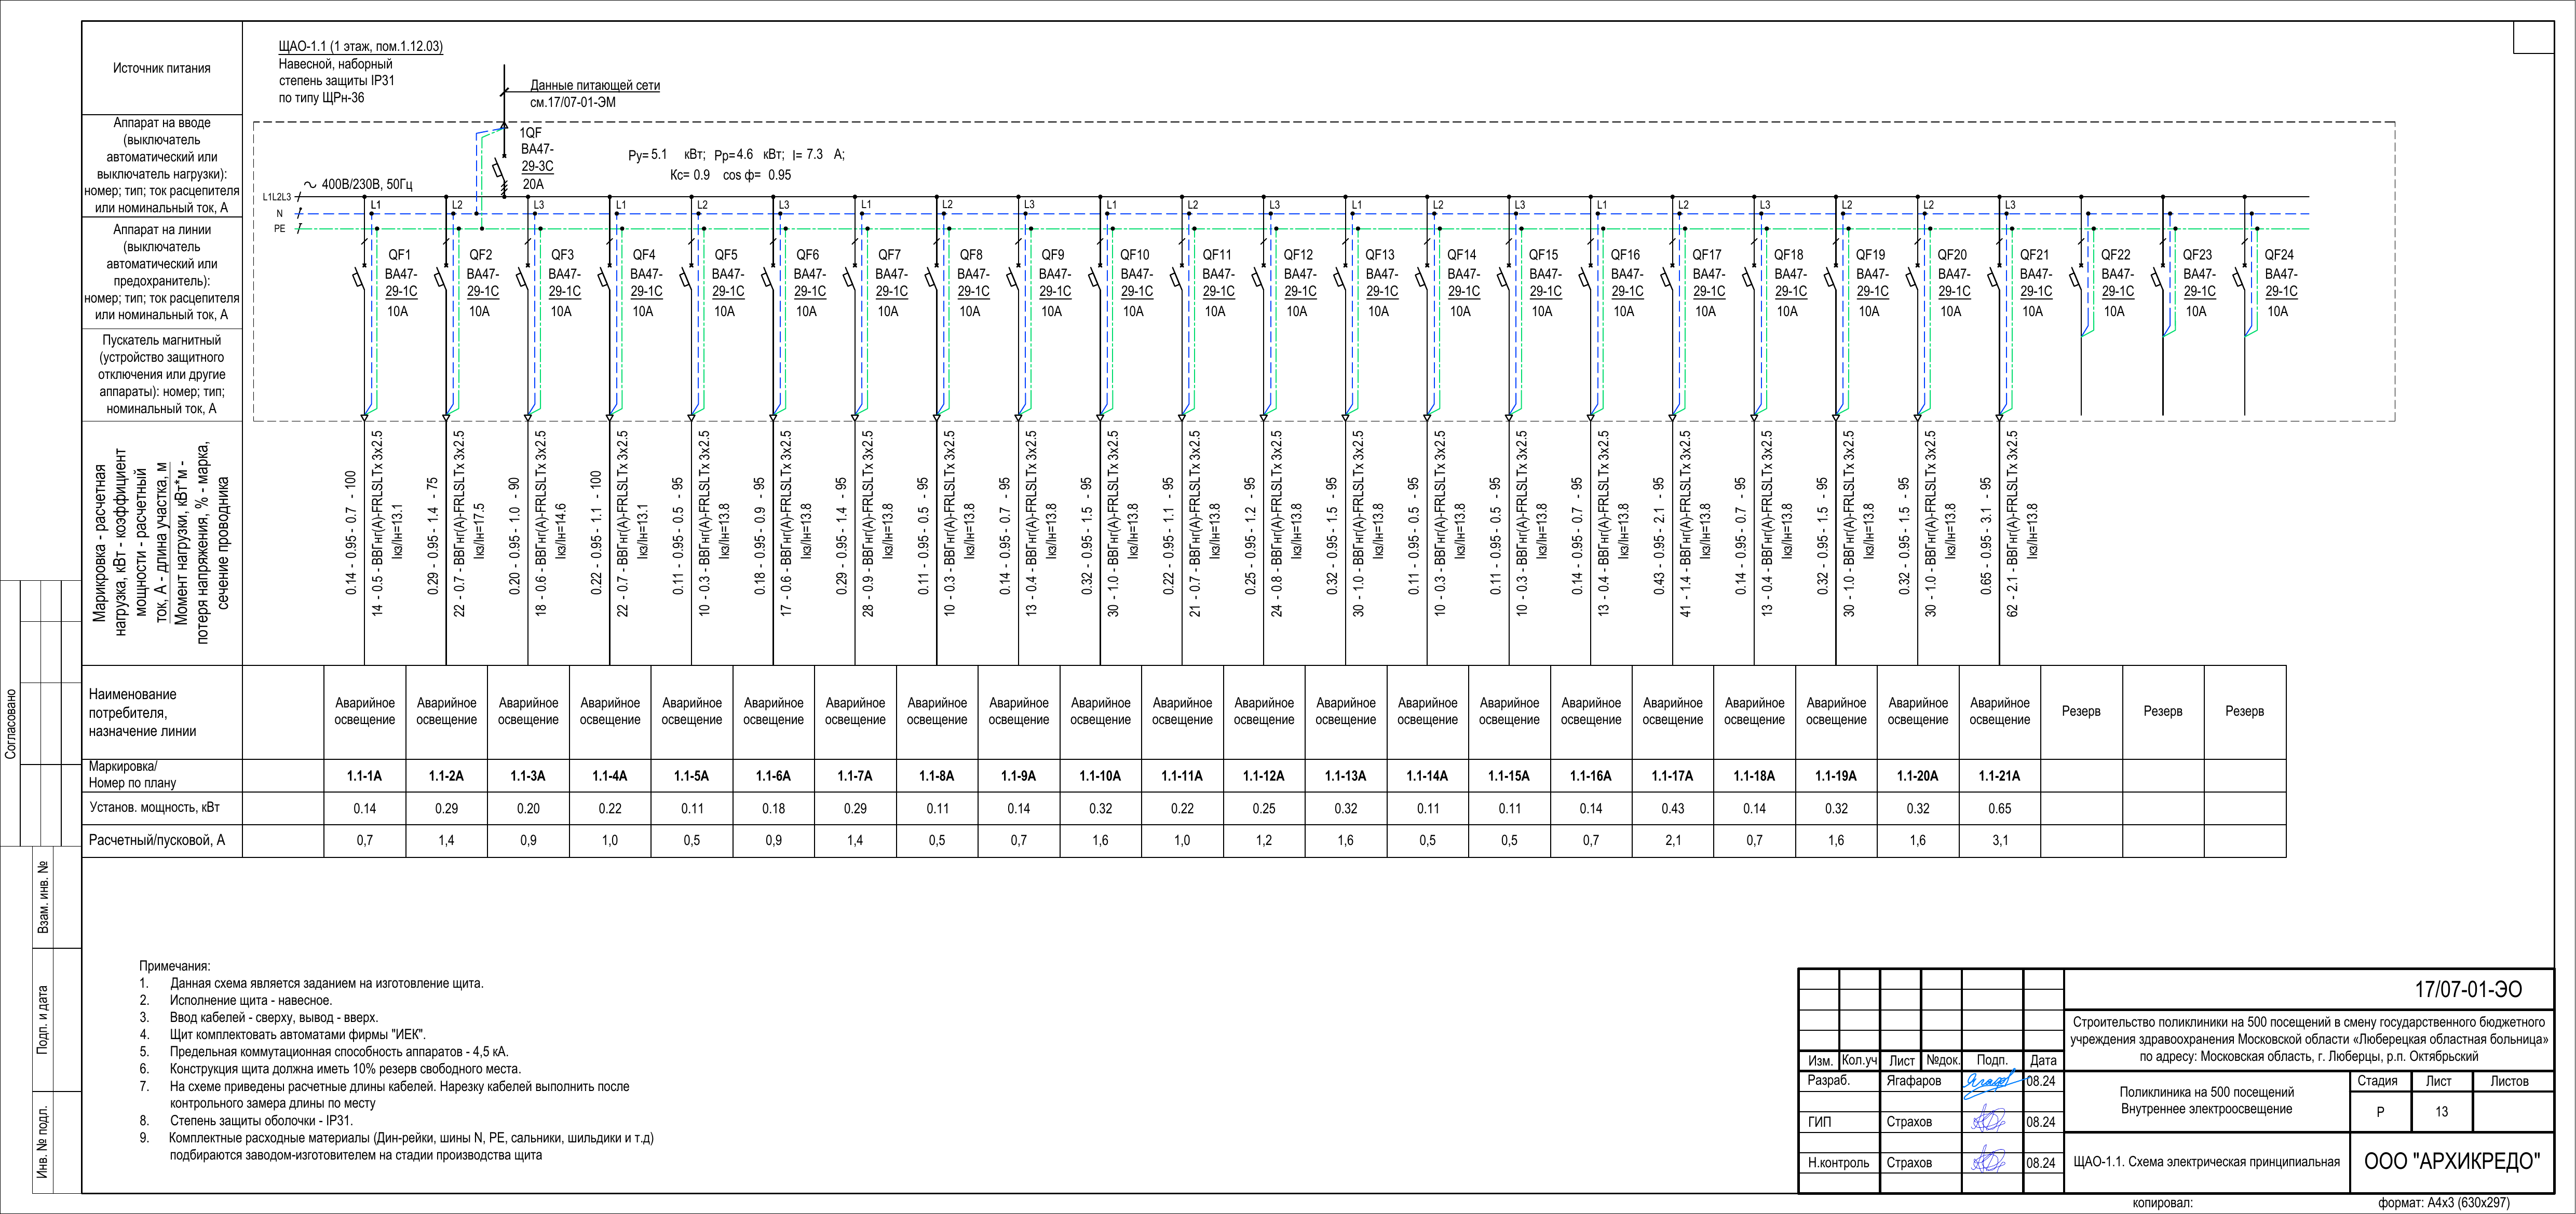 ЩАО-1.1 (1 этаж, пом.1.12.03)
Навесной, наборный
степень защиты IP31
по типу ЩРн-36
Источник питания
Данные питающей сети
см.17/07-01-ЭМ
Аппарат на вводе
(выключатель
автоматический или
выключатель нагрузки):
номер; тип; ток расцепителя
или номинальный ток, А
1QF
ВА47-
29-3С
20А
Ру= 5.1 кВт; Рр= 4.6 кВт; I= 7.3 А;
Кс= 0.9 cos ф= 0.95
400В/230В, 50Гц
L1L2L3
N
PE
L1 L2 L3 L1 L2 L3 L1 L2 L3 L1 L2 L3 L1 L2 L3 L1 L2 L3 L2 L2 L3
Аппарат на линии
(выключатель
автоматический или
предохранитель):
номер; тип; ток расцепителя
или номинальный ток, А
QF1 QF2 QF3 QF4 QF5 QF6 QF7 QF8 QF9 QF10 QF11 QF12 QF13 QF14 QF15 QF16 QF17 QF18 QF19 QF20 QF21 QF22 QF23 QF24
ВА47- ВА47- ВА47- ВА47- ВА47- ВА47- ВА47- ВА47- ВА47- ВА47- ВА47- ВА47- ВА47- ВА47- ВА47- ВА47- ВА47- ВА47- ВА47- ВА47- ВА47- ВА47- ВА47- ВА47-
29-1С 29-1С 29-1С 29-1С 29-1С 29-1С 29-1С 29-1С 29-1С 29-1С 29-1С 29-1С 29-1С 29-1С 29-1С 29-1С 29-1С 29-1С 29-1С 29-1С 29-1С 29-1С 29-1С 29-1С
10А 10А 10А 10А 10А 10А 10А 10А 10А 10А 10А 10А 10А 10А 10А 10А 10А 10А 10А 10А 10А 10А 10А 10А
Пускатель магнитный
(устройство защитного
отключения или другие
аппараты): номер; тип;
номинальный ток, А
Маркировка - расчетная
нагрузка, кВт - коэффициент
мощности - расчетный
ток, А - длина участка, м
Момент нагрузки, кВт*м -
потеря напряжения, % - марка,
сечение проводника
0.14 - 0.95 - 0.7 - 100
14 - 0.5 - ВВГнг(А)-FRLSLTx 3x2.5
Iкз/Iн=13.1
0.29 - 0.95 - 1.4 - 75
22 - 0.7 - ВВГнг(А)-FRLSLTx 3x2.5
Iкз/Iн=17.5
0.20 - 0.95 - 1.0 - 90
18 - 0.6 - ВВГнг(А)-FRLSLTx 3x2.5
Iкз/Iн=14.6
0.22 - 0.95 - 1.1 - 100
22 - 0.7 - ВВГнг(А)-FRLSLTx 3x2.5
Iкз/Iн=13.1
0.11 - 0.95 - 0.5 - 95
10 - 0.3 - ВВГнг(А)-FRLSLTx 3x2.5
Iкз/Iн=13.8
0.18 - 0.95 - 0.9 - 95
17 - 0.6 - ВВГнг(А)-FRLSLTx 3x2.5
Iкз/Iн=13.8
0.29 - 0.95 - 1.4 - 95
28 - 0.9 - ВВГнг(А)-FRLSLTx 3x2.5
Iкз/Iн=13.8
0.11 - 0.95 - 0.5 - 95
10 - 0.3 - ВВГнг(А)-FRLSLTx 3x2.5
Iкз/Iн=13.8
0.14 - 0.95 - 0.7 - 95
13 - 0.4 - ВВГнг(А)-FRLSLTx 3x2.5
Iкз/Iн=13.8
0.32 - 0.95 - 1.5 - 95
30 - 1.0 - ВВГнг(А)-FRLSLTx 3x2.5
Iкз/Iн=13.8
0.22 - 0.95 - 1.1 - 95
21 - 0.7 - ВВГнг(А)-FRLSLTx 3x2.5
Iкз/Iн=13.8
0.25 - 0.95 - 1.2 - 95
24 - 0.8 - ВВГнг(А)-FRLSLTx 3x2.5
Iкз/Iн=13.8
0.32 - 0.95 - 1.5 - 95
30 - 1.0 - ВВГнг(А)-FRLSLTx 3x2.5
Iкз/Iн=13.8
0.11 - 0.95 - 0.5 - 95
10 - 0.3 - ВВГнг(А)-FRLSLTx 3x2.5
Iкз/Iн=13.8
0.11 - 0.95 - 0.5 - 95
10 - 0.3 - ВВГнг(А)-FRLSLTx 3x2.5
Iкз/Iн=13.8
0.14 - 0.95 - 0.7 - 95
13 - 0.4 - ВВГнг(А)-FRLSLTx 3x2.5
Iкз/Iн=13.8
0.43 - 0.95 - 2.1 - 95
41 - 1.4 - ВВГнг(А)-FRLSLTx 3x2.5
Iкз/Iн=13.8
0.14 - 0.95 - 0.7 - 95
13 - 0.4 - ВВГнг(А)-FRLSLTx 3x2.5
Iкз/Iн=13.8
0.32 - 0.95 - 1.5 - 95
30 - 1.0 - ВВГнг(А)-FRLSLTx 3x2.5
Iкз/Iн=13.8
0.32 - 0.95 - 1.5 - 95
30 - 1.0 - ВВГнг(А)-FRLSLTx 3x2.5
Iкз/Iн=13.8
0.65 - 0.95 - 3.1 - 95
62 - 2.1 - ВВГнг(А)-FRLSLTx 3x2.5
Iкз/Iн=13.8
Наименование
потребителя,
назначение линии
Аварийное Аварийное Аварийное Аварийное Аварийное Аварийное Аварийное Аварийное Аварийное Аварийное Аварийное Аварийное Аварийное Аварийное Аварийное Аварийное Аварийное Аварийное Аварийное Аварийное Аварийное
освещение освещение освещение освещение освещение освещение освещение освещение освещение освещение освещение освещение освещение освещение освещение освещение освещение освещение освещение освещение освещение
Резерв Резерв Резерв
Маркировка/
Номер по плану
1.1-1А 1.1-2А 1.1-3А 1.1-4А 1.1-5А 1.1-6А 1.1-7А 1.1-8А 1.1-9А 1.1-10А 1.1-11А 1.1-12А 1.1-13А 1.1-14А 1.1-15А 1.1-16А 1.1-17А 1.1-18А 1.1-19А 1.1-20А 1.1-21А
Установ. мощность, кВт 0.14 0.29 0.20 0.22 0.11 0.18 0.29 0.11 0.14 0.32 0.22 0.25 0.32 0.11 0.11 0.14 0.43 0.14 0.32 0.32 0.65
Расчетный/пусковой, А 0,7 1,4 0,9 1,0 0,5 0,9 1,4 0,5 0,7 1,6 1,0 1,2 1,6 0,5 0,5 0,7 2,1 0,7 1,6 1,6 3,1
Согласовано
Взам. инв. №
Подп. и дата
Инв. № подл.
Примечания:
1. Данная схема является заданием на изготовление щита.
2. Исполнение щита - навесное.
3. Ввод кабелей - сверху, вывод - вверх.
4. Щит комплектовать автоматами фирмы "ИЕК".
5. Предельная коммутационная способность аппаратов - 4,5 кА.
6. Конструкция щита должна иметь 10% резерв свободного места.
7. На схеме приведены расчетные длины кабелей. Нарезку кабелей выполнить после
контрольного замера длины по месту
8. Степень защиты оболочки - IP31.
9. Комплектные расходные материалы (Дин-рейки, шины N, PE, сальники, шильдики и т.д)
подбираются заводом-изготовителем на стадии производства щита
17/07-01-ЭО
Строительство поликлиники на 500 посещений в смену государственного бюджетного
учреждения здравоохранения Московской области «Люберецкая областная больница»
по адресу: Московская область, г. Люберцы, р.п. Октябрьский
Изм. Кол.уч Лист №док. Подп. Дата
Разраб. Ягафаров 08.24
ГИП Страхов 08.24
Н.контроль Страхов 08.24
Поликлиника на 500 посещений
Внутреннее электроосвещение
Стадия Лист Листов
Р 13
ЩАО-1.1. Схема электрическая принципиальная
ООО "АРХИКРЕДО"
копировал:
формат: А4х3 (630х297)